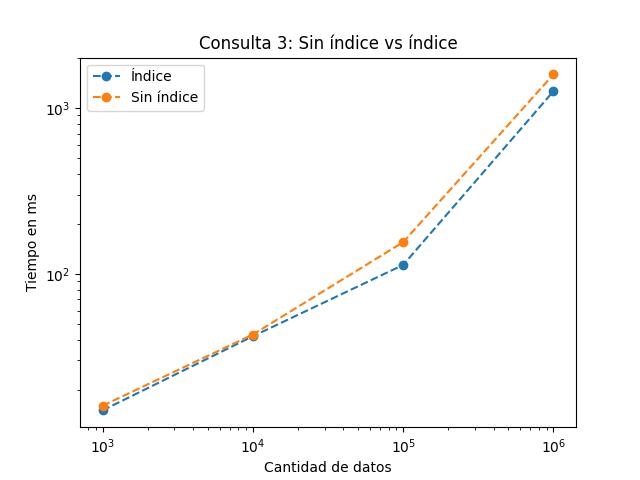 Consulta 3: Sin índice vs índice
Índice
Sin índice
Tiempo en ms
10³
10²
10³
10⁴
10⁵
10⁶
Cantidad de datos